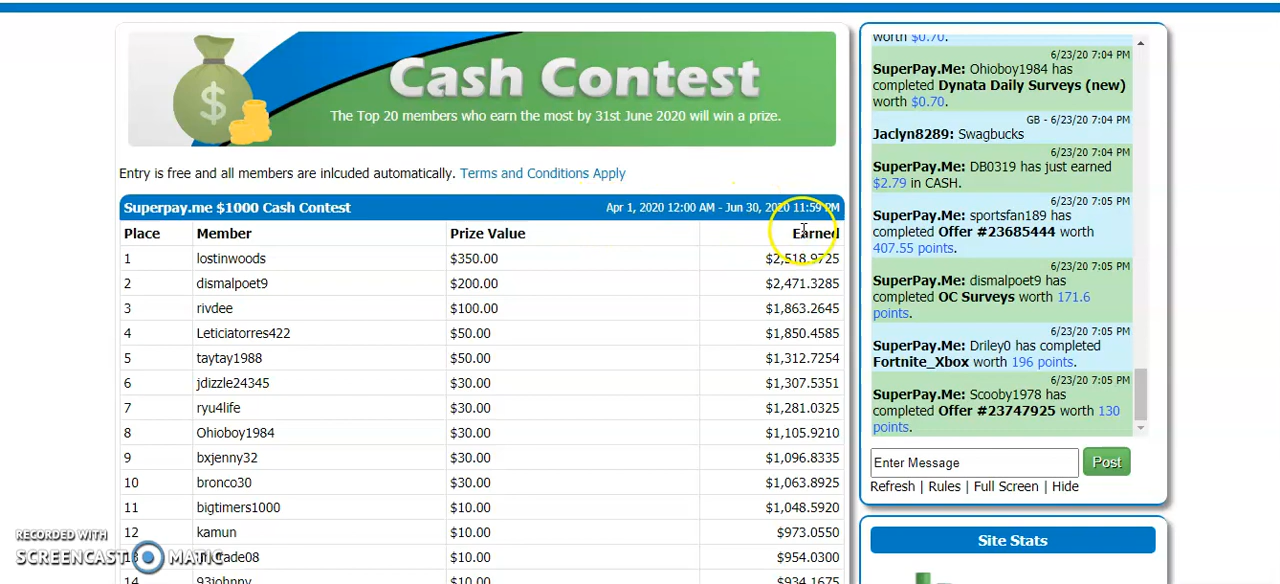 Cash Contest
The Top 20 members who earn the most by 31st June 2020 will win a prize.
Entry is free and all members are inlcuded automatically. Terms and Conditions Apply
Superpay.me $1000 Cash Contest Apr 1, 2020 12:00 AM - Jun 30, 2020 11:59 PM
Place Member Prize Value Earned
1 lostinwoods $350.00 $2,518.9725
2 dismalpoet9 $200.00 $2,471.3285
3 rivdee $100.00 $1,863.2645
4 Leticiatorres422 $50.00 $1,850.4585
5 taytay1988 $50.00 $1,312.7254
6 jdizzle24345 $30.00 $1,307.5351
7 ryu4life $30.00 $1,281.0325
8 Ohioboy1984 $30.00 $1,105.9210
9 bxjenny32 $30.00 $1,096.8335
10 bronco30 $30.00 $1,063.8925
11 bigtimers1000 $10.00 $1,048.5920
12 kamun $10.00 $973.0550
$10.00 $954.0300
14 93johnny $10.00 $934.1675
RECORDED WITH
SCREENCAST MATIC
worth $0.70.
6/23/20 7:04 PM
SuperPay.Me: Ohioboy1984 has
completed Dynata Daily Surveys (new)
worth $0.70.
GB - 6/23/20 7:04 PM
Jaclyn8289: Swagbucks
6/23/20 7:04 PM
SuperPay.Me: DB0319 has just earned
$2.79 in CASH.
6/23/20 7:05 PM
SuperPay.Me: sportsfan189 has
completed Offer #23685444 worth
407.55 points.
6/23/20 7:05 PM
SuperPay.Me: dismalpoet9 has
completed OC Surveys worth 171.6
points.
6/23/20 7:05 PM
SuperPay.Me: Driley0 has completed
Fortnite_Xbox worth 196 points.
6/23/20 7:05 PM
SuperPay.Me: Scooby1978 has
completed Offer #23747925 worth 130
points.
Enter Message Post
Refresh | Rules | Full Screen | Hide
Site Stats